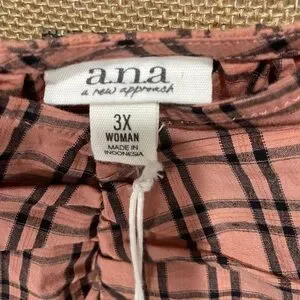 a.n.a
a new approach
3X
WOMAN
MADE IN
INDONESIA